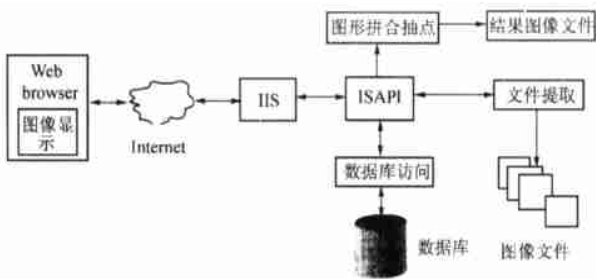 图形拼合抽点
结果图像文件
Web
browser
图像显
示
Internet
IIS
ISAPI
文件提取
数据库访问
数据库
图像文件